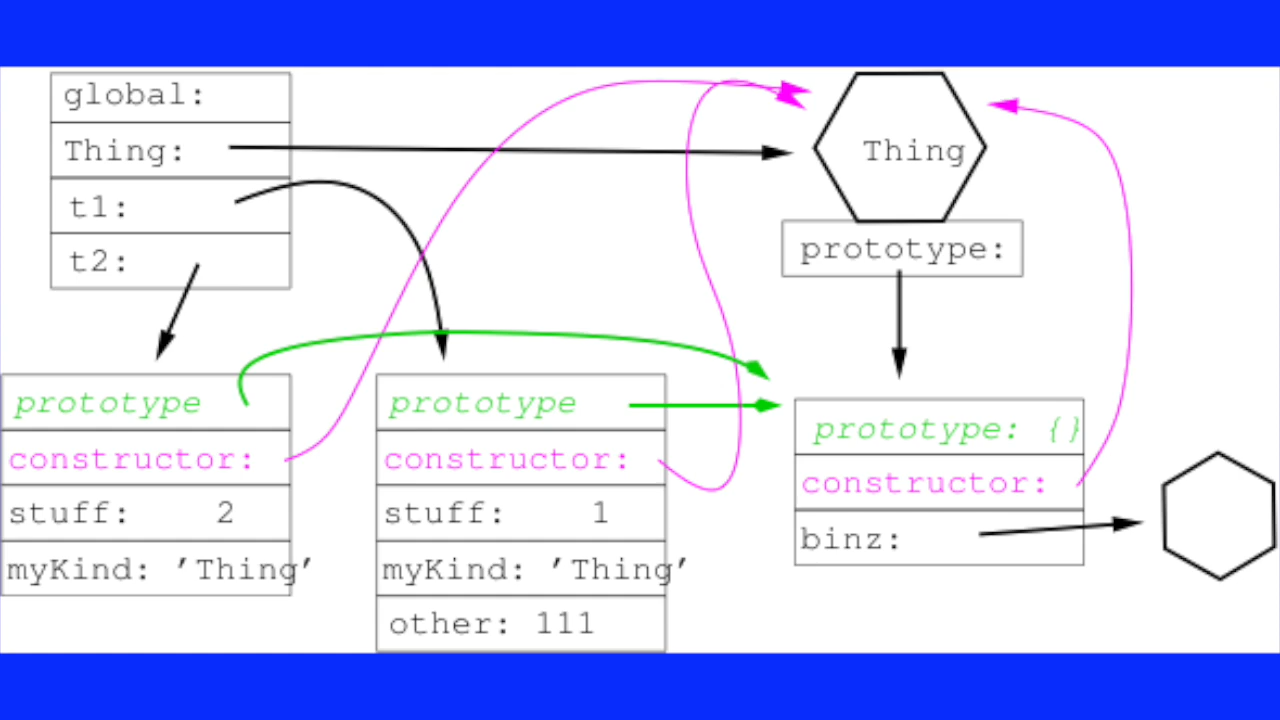 global:
Thing:
t1:
t2:
Thing
prototype:
prototype
constructor:
stuff: 2
myKind: ’Thing’
prototype
constructor:
stuff: 1
myKind: ’Thing’
other: 111
prototype: {}
constructor:
binz: